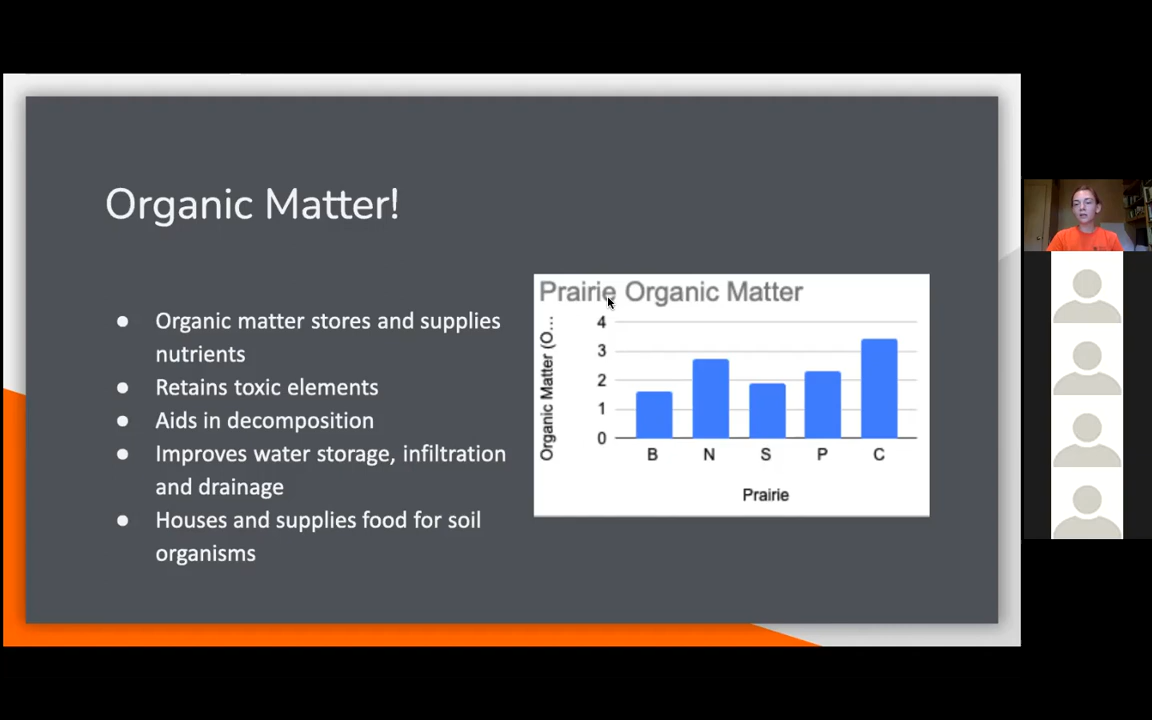 Organic Matter!
● Organic matter stores and supplies
nutrients
● Retains toxic elements
● Aids in decomposition
● Improves water storage, infiltration
and drainage
● Houses and supplies food for soil
organisms
Prairie Organic Matter
Organic Matter (O...
4
3
2
1
0
B N S P C
Prairie